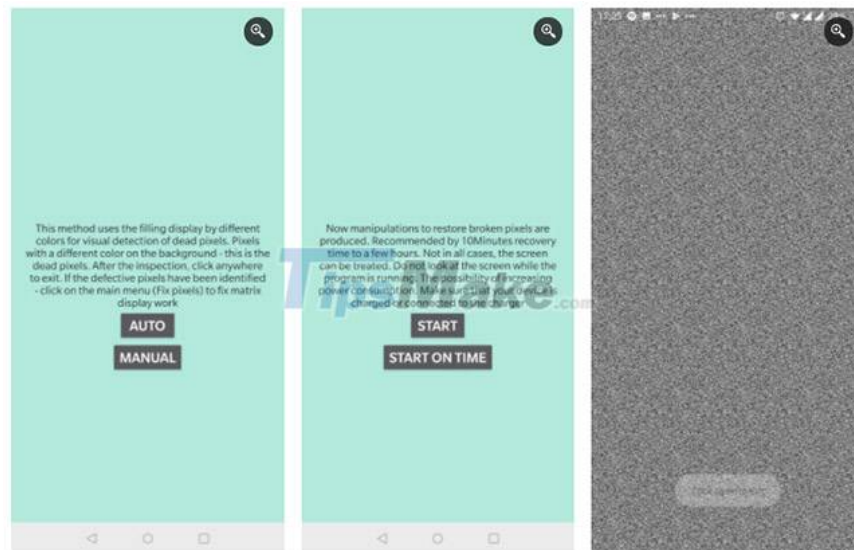 This method uses the filling display by different
colors for visual detection of dead pixels. Pixels
with a different color on the background - this is the
dead pixels. After the inspection, click anywhere
to exit. If the defective pixels have been identified
- click on the main menu (Fix pixels) to fix matrix
display work
AUTO
MANUAL
Now manipulations to restore broken pixels are
produced. Recommended by 10Minutes recovery
time to a few hours. Not in all cases, the screen
can be treated. Do not look at the screen while the
program is running. The possibility of increasing
power consumption. Make sure that your device is
charged or connected to the charger
START
START ON TIME
TipsMake.com